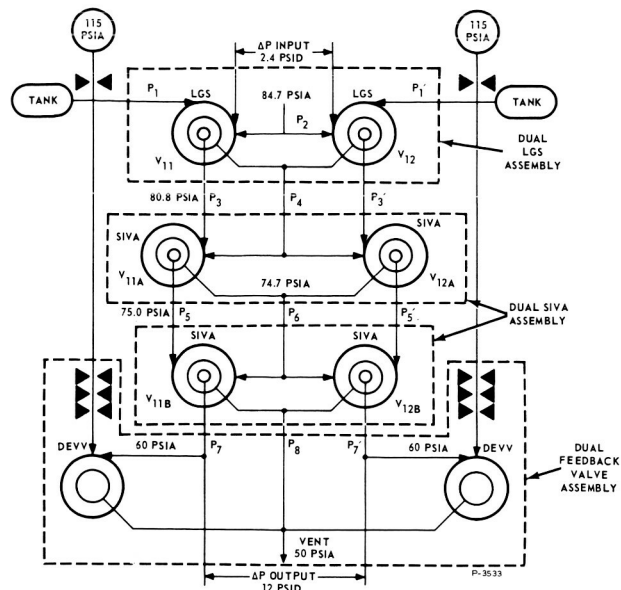 115
PSIA
115
PSIA
ΔP INPUT
2.4 PSID
TANK
P1
LGS
84.7 PSIA
P2
LGS
P1'
TANK
V11
V12
DUAL
LGS
ASSEMBLY
80.8 PSIA
P3
P4
P3'
SIVA
SIVA
V11A
74.7 PSIA
V12A
75.0 PSIA
P5
P6
P5'
DUAL SIVA
ASSEMBLY
SIVA
SIVA
V11B
V12B
DEVV
60 PSIA
P7
P8
P7'
60 PSIA
DEVV
DUAL
FEEDBACK
VALVE
ASSEMBLY
VENT
50 PSIA
P-3533
ΔP OUTPUT
12 PSID